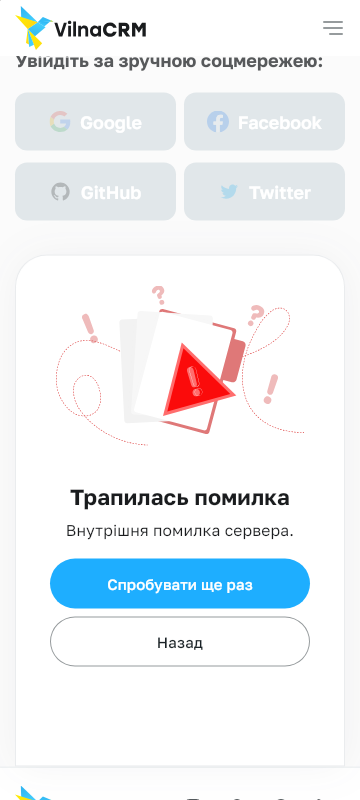 VilnaCRM
Увійдіть за зручною соцмережею:
Google
Facebook
GitHub
Twitter
Трапилась помилка
Внутрішня помилка сервера.
Спробувати ще раз
Назад